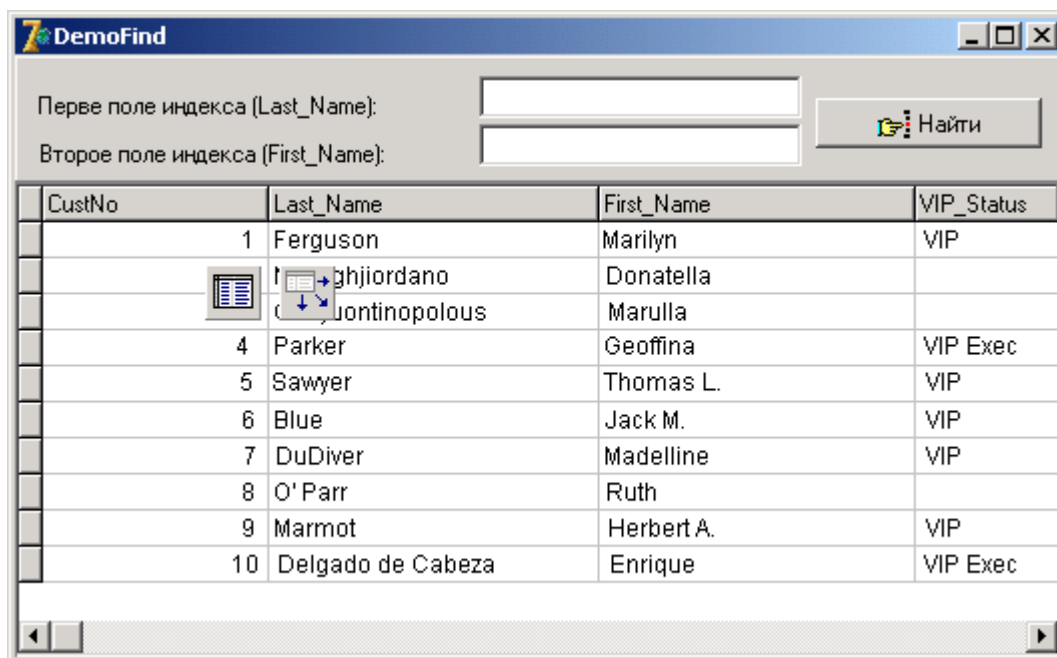 DemoFind
Перве поле индекса (Last_Name):
Найти
Второе поле индекса (First_Name):
CustNo Last_Name First_Name VIP_Status
1 Ferguson Marilyn VIP
Donatella
Marulla
4 Parker Geoffina VIP Exec
5 Sawyer Thomas L. VIP
6 Blue Jack M. VIP
7 DuDiver Madelline VIP
8 O' Parr Ruth
9 Marmot Herbert A. VIP
10 Delgado de Cabeza Enrique VIP Exec